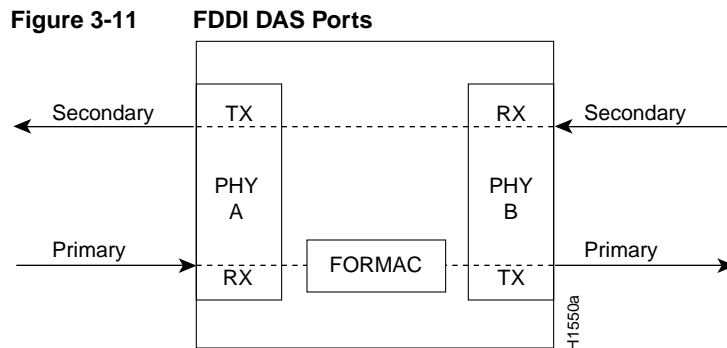 Figure 3-11 FDDI DAS Ports
Secondary TX RX Secondary
PHY A PHY B
Primary FORMAC Primary
RX TX
H1550a